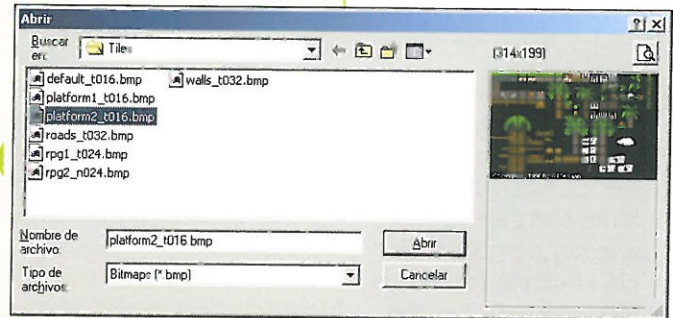 Abrir
Buscar en:
Tiles
(314x199)
default_t016.bmp
platform1_t016.bmp
platform2_t016.bmp
roads_t032.bmp
rpg1_t024.bmp
rpg2_n024.bmp
walls_t032.bmp
Nombre de archivo:
platform2_t016.bmp
Abrir
Tipo de archivos:
Bitmaps (*.bmp)
Cancelar